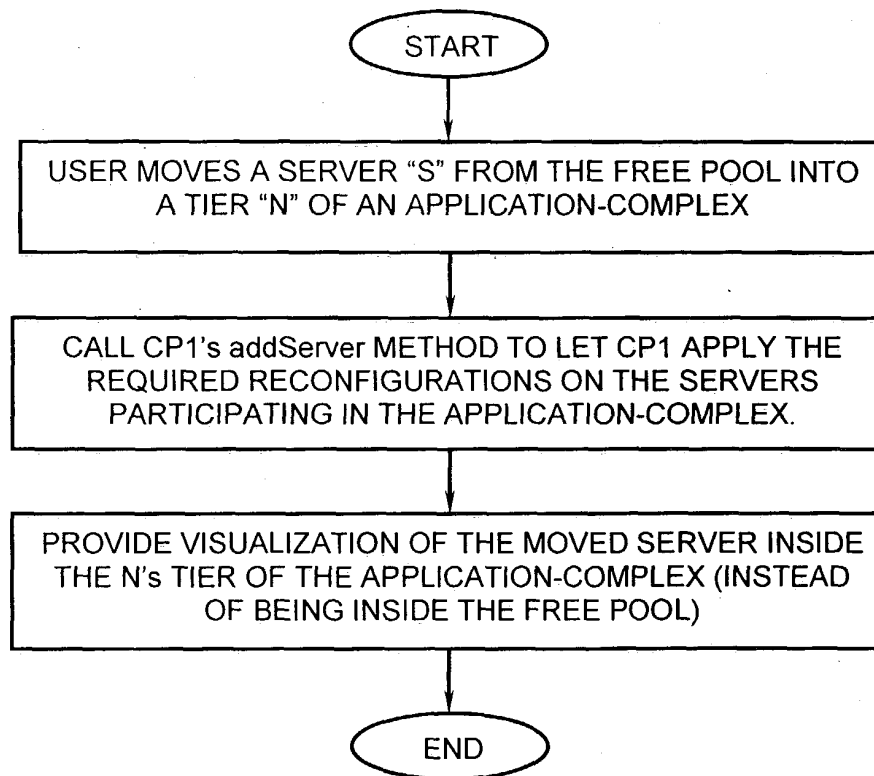 START
USER MOVES A SERVER “S” FROM THE FREE POOL INTO
A TIER “N” OF AN APPLICATION-COMPLEX
CALL CP1's addServer METHOD TO LET CP1 APPLY THE
REQUIRED RECONFIGURATIONS ON THE SERVERS
PARTICIPATING IN THE APPLICATION-COMPLEX.
PROVIDE VISUALIZATION OF THE MOVED SERVER INSIDE
THE N's TIER OF THE APPLICATION-COMPLEX (INSTEAD
OF BEING INSIDE THE FREE POOL)
END